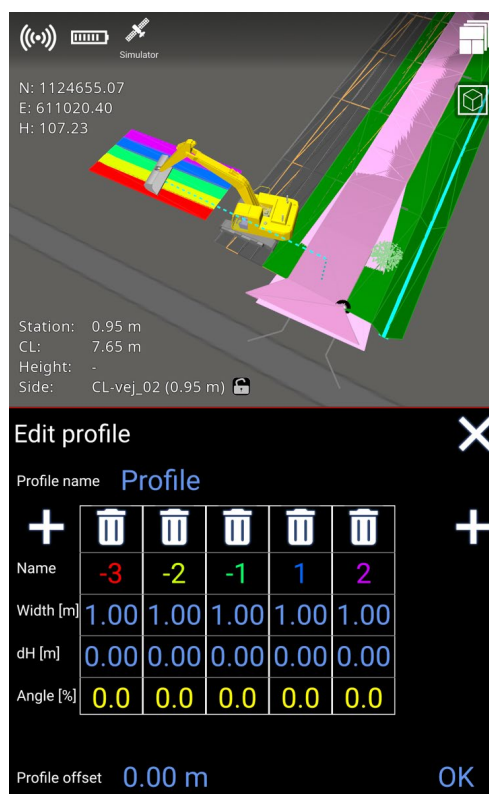 Simulator
N: 1124655.07
E: 611020.40
H: 107.23
Station: 0.95 m
CL: 7.65 m
Height: -
Side: CL-vej_02 (0.95 m)
Edit profile
Profile name Profile
Name -3 -2 -1 1 2
Width [m] 1.00 1.00 1.00 1.00 1.00
dH [m] 0.00 0.00 0.00 0.00 0.00
Angle [%] 0.0 0.0 0.0 0.0 0.0
Profile offset 0.00 m OK